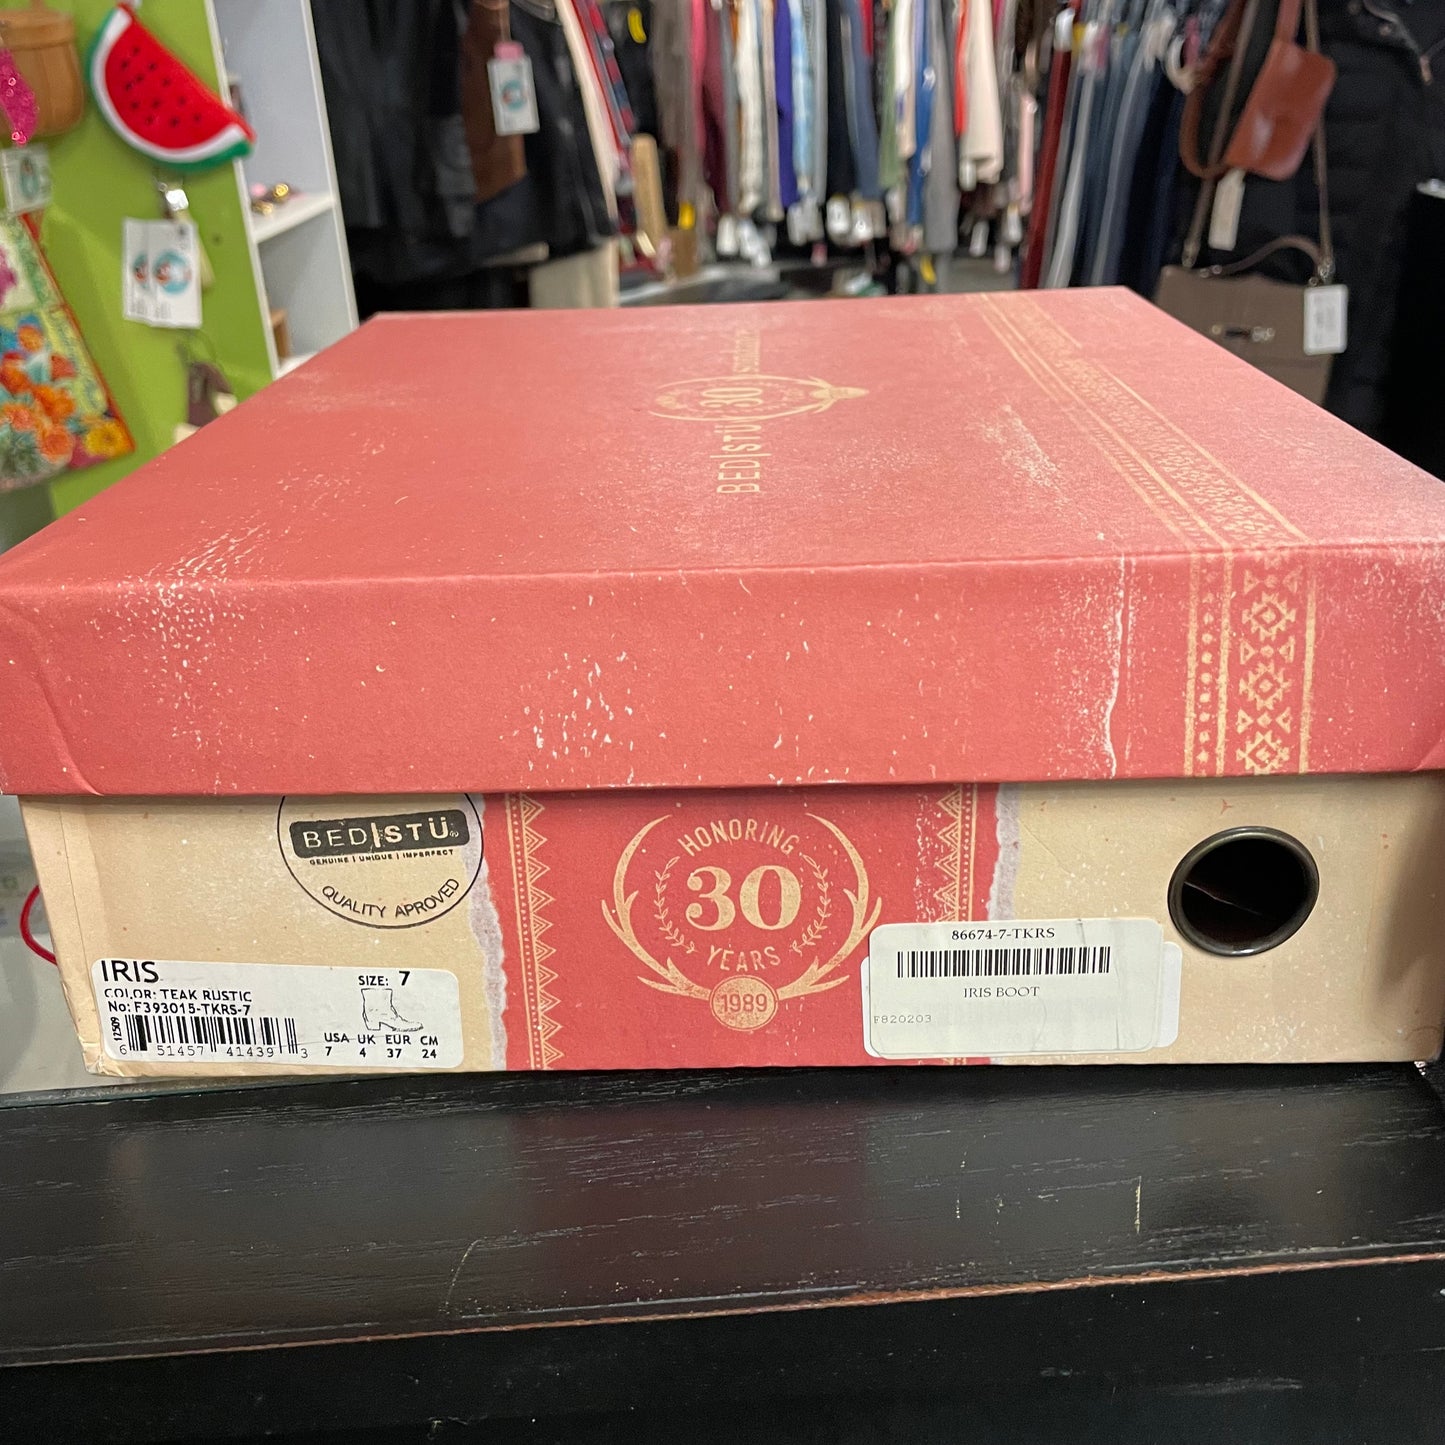 BED|STÜ 30
BED|STÜ®
GENUINE | UNIQUE | IMPERFECT
QUALITY APROVED
HONORING
30
YEARS
1989
IRIS
COLOR: TEAK RUSTIC
No: F393015-TKRS-7
12509
6 51457 41439 3
SIZE: 7
USA UK EUR CM
7 4 37 24
86674-7-TKRS
IRIS BOOT
F820203